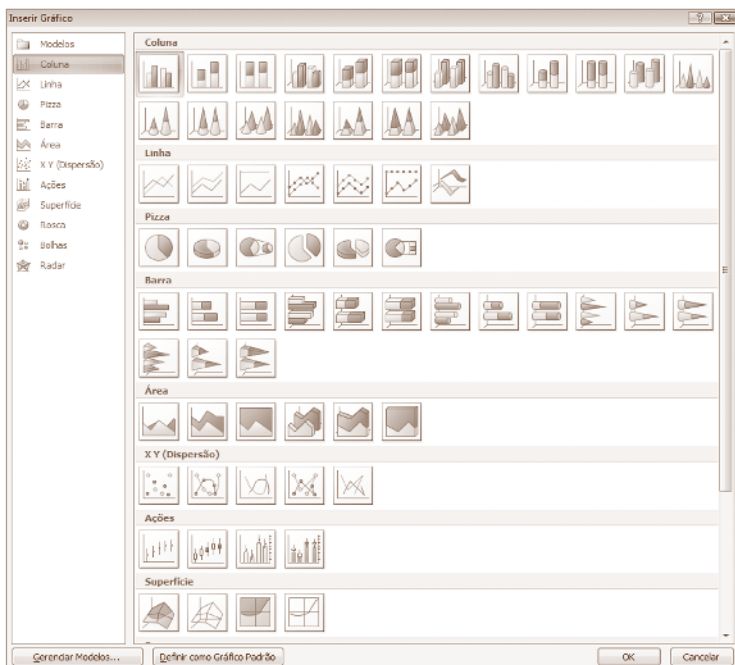 Inserir Gráfico
Modelos
Coluna
Linha
Pizza
Barra
Área
X Y (Dispersão)
Ações
Superfície
Rosca
Bolhas
Radar
Coluna
Linha
Pizza
Barra
Área
X Y (Dispersão)
Ações
Superfície
Gerenciar Modelos...
Definir como Gráfico Padrão
OK
Cancelar